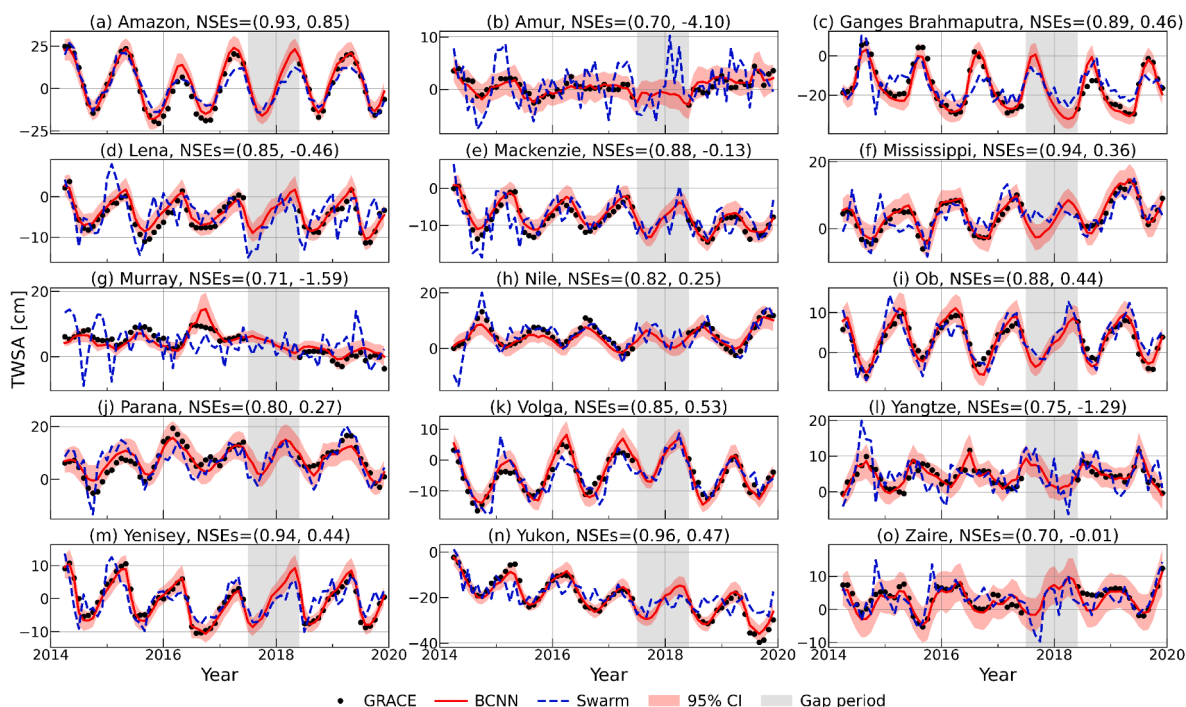 (a) Amazon, NSEs=(0.93, 0.85)
(b) Amur, NSEs=(0.70, -4.10)
(c) Ganges Brahmaputra, NSEs=(0.89, 0.46)
25
0
−25
10
0
0
−20
(d) Lena, NSEs=(0.85, -0.46)
(e) Mackenzie, NSEs=(0.88, -0.13)
(f) Mississippi, NSEs=(0.94, 0.36)
0
−10
0
−10
20
0
(g) Murray, NSEs=(0.71, -1.59)
(h) Nile, NSEs=(0.82, 0.25)
(i) Ob, NSEs=(0.88, 0.44)
TWSA [cm]
20
0
20
0
10
0
(j) Parana, NSEs=(0.80, 0.27)
(k) Volga, NSEs=(0.85, 0.53)
(l) Yangtze, NSEs=(0.75, -1.29)
20
0
10
0
−10
20
0
(m) Yenisey, NSEs=(0.94, 0.44)
(n) Yukon, NSEs=(0.96, 0.47)
(o) Zaire, NSEs=(0.70, -0.01)
10
0
−10
0
−20
−40
10
0
−10
2014 2016 2018 2020
2014 2016 2018 2020
2014 2016 2018 2020
Year
Year
Year
GRACE BCNN Swarm 95% CI Gap period